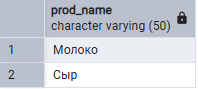 prod_name
character varying (50)
1 Молоко
2 Сыр